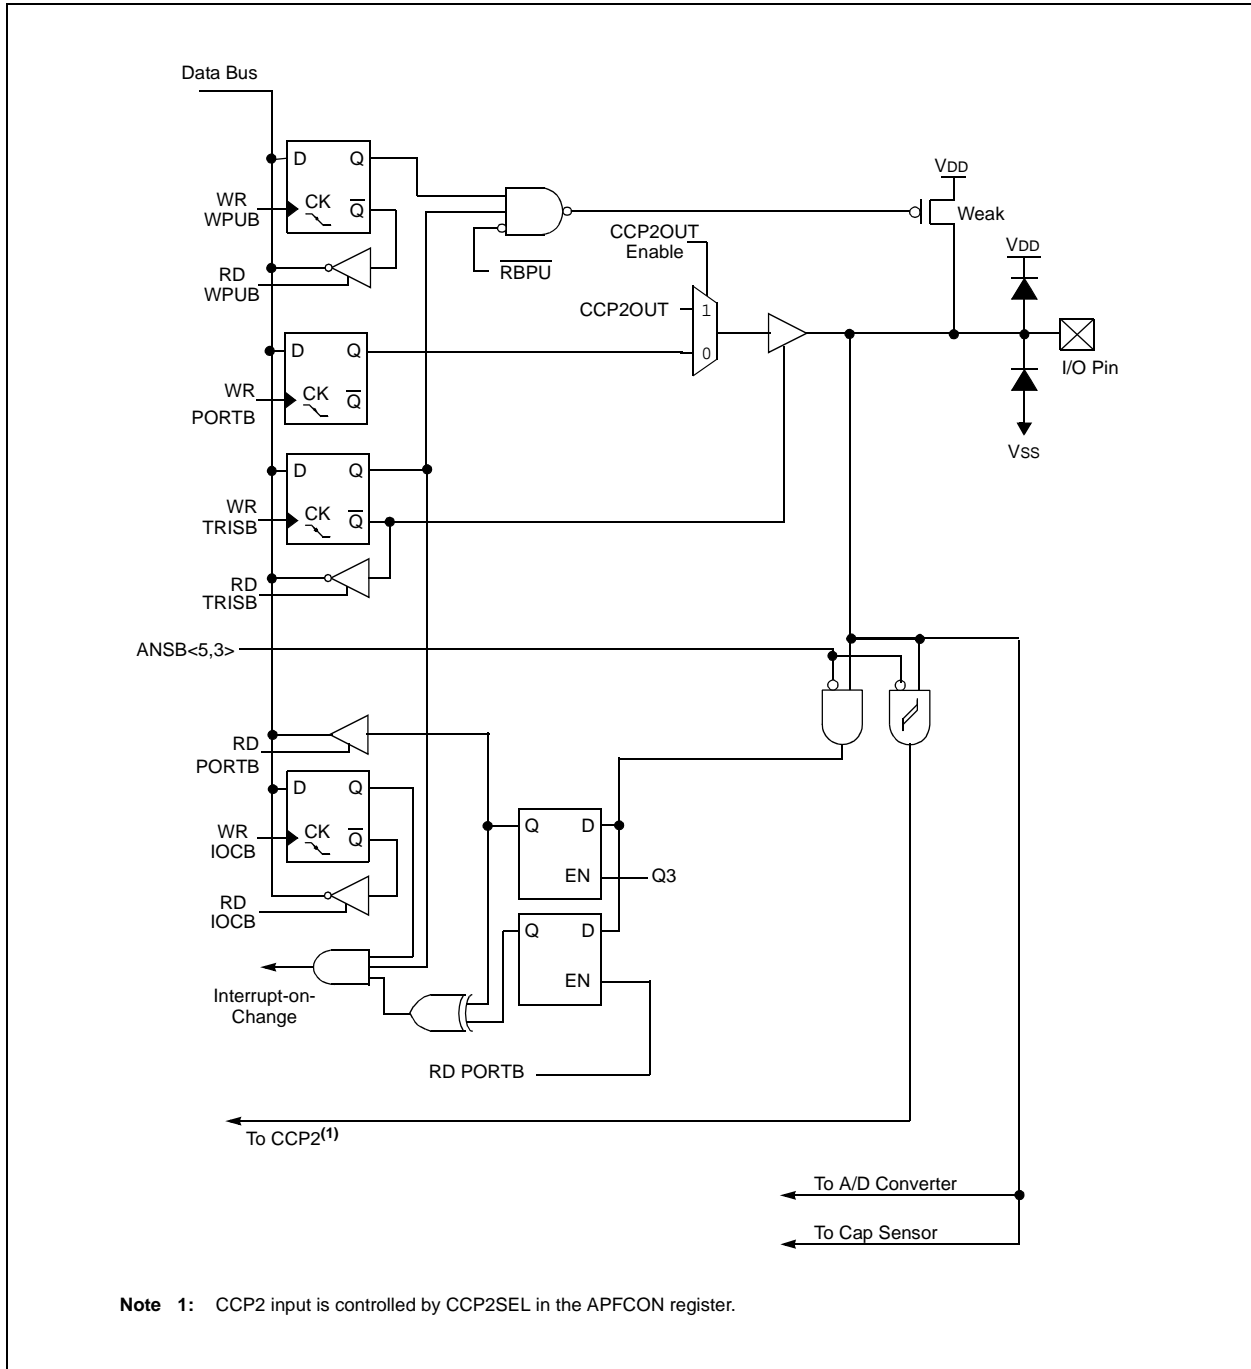 Data Bus
D Q
WR
WPUB
CK
Q
RD
WPUB
RBPU
CCP2OUT
Enable
CCP2OUT
1
0
VDD
Weak
VDD
I/O Pin
VSS
D Q
WR
PORTB
CK
Q
D Q
WR
TRISB
CK
Q
RD
TRISB
ANSB<5,3>
RD
PORTB
D Q
WR
IOCB
CK
Q
RD
IOCB
Q D
EN
Q3
Q D
EN
Interrupt-on-
Change
RD PORTB
To CCP2(1)
To A/D Converter
To Cap Sensor
Note 1: CCP2 input is controlled by CCP2SEL in the APFCON register.